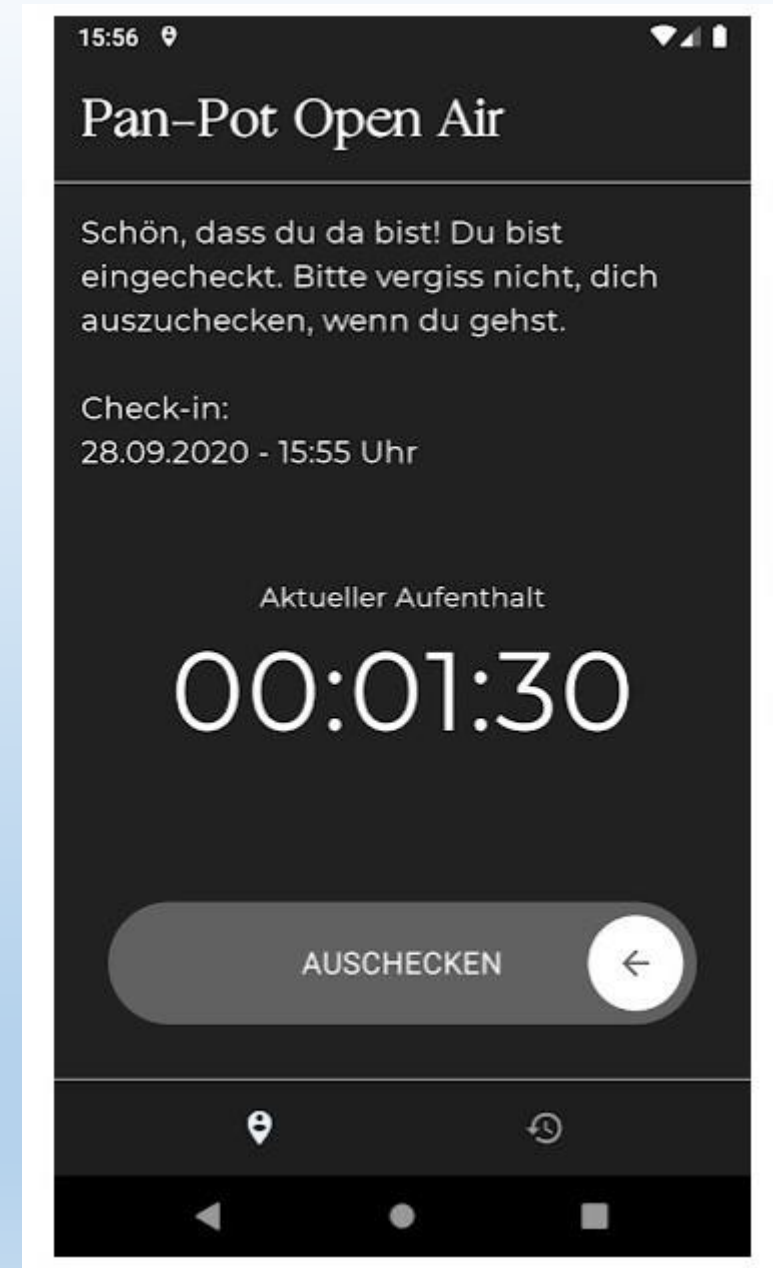 15:56
Pan-Pot Open Air
Schön, dass du da bist! Du bist
eingecheckt. Bitte vergiss nicht, dich
auszuchecken, wenn du gehst.
Check-in:
28.09.2020 - 15:55 Uhr
Aktueller Aufenthalt
00:01:30
AUSCHECKEN